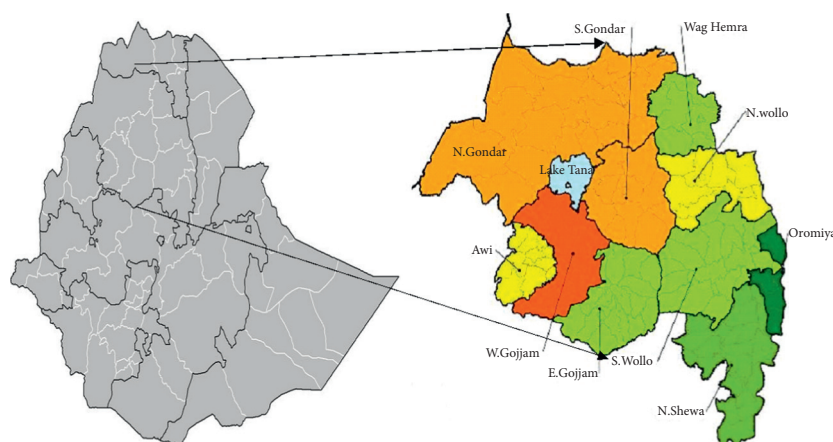 S.Gondar
Wag Hemra
N.wollo
N.Gondar
Lake Tana
Oromiya
Awi
W.Gojjam
E.Gojjam
S.Wollo
N.Shewa